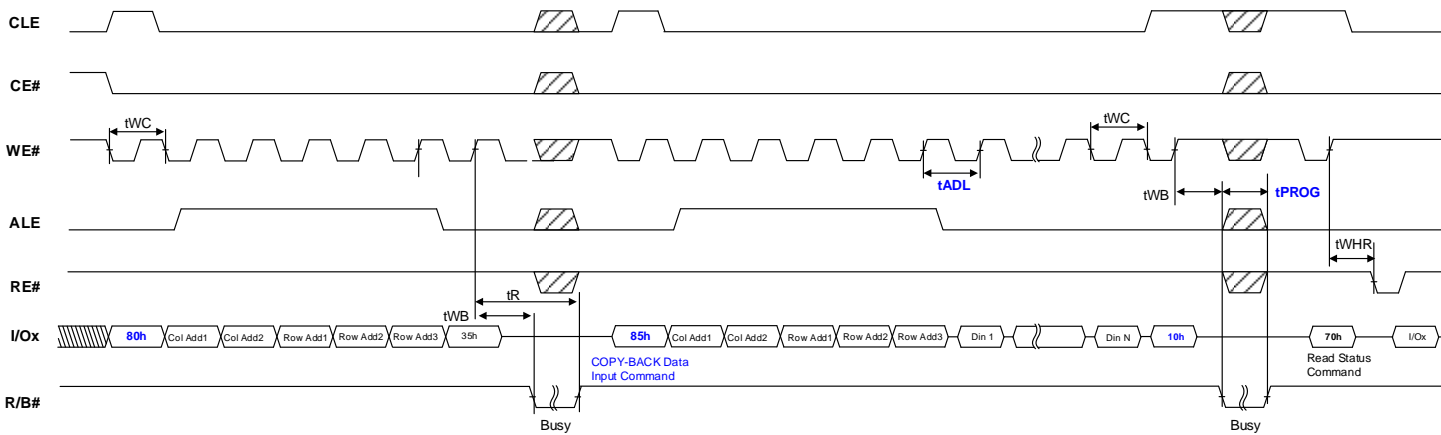 CLE
CE#
tWC
tWC
WE#
tADL
tWB
tPROG
ALE
tWHR
RE#
tR
tWB
I/Ox
80h
Col Add1
Col Add2
Row Add1
Row Add2
Row Add3
35h
85h
Col Add1
Col Add2
Row Add1
Row Add2
Row Add3
Din 1
Din N
10h
70h
I/Ox
COPY-BACK Data
Input Command
Read Status
Command
R/B#
Busy
Busy